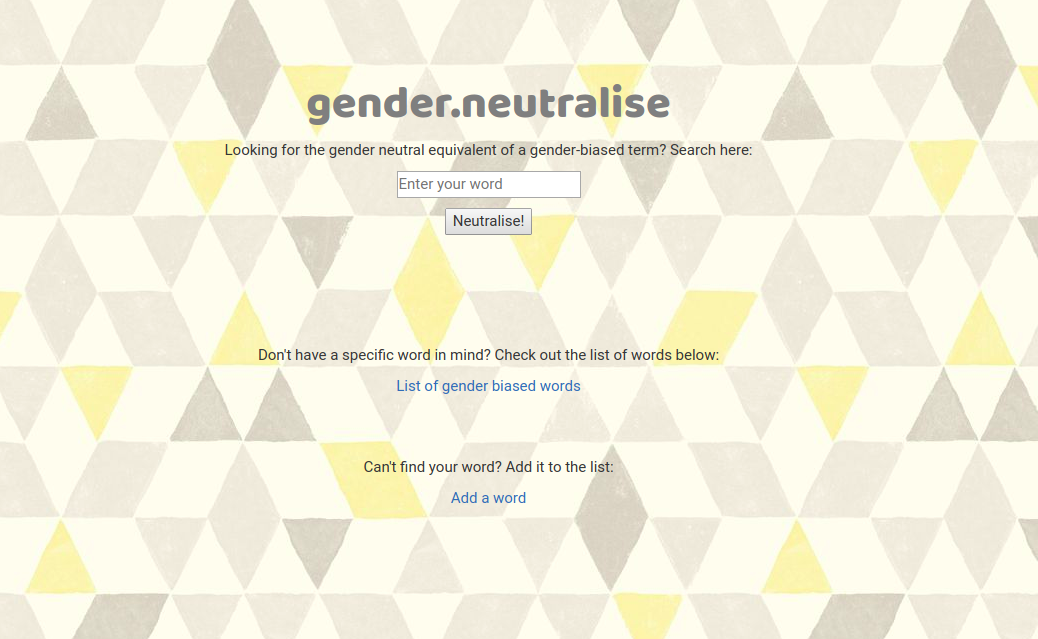 gender.neutralise
Looking for the gender neutral equivalent of a gender-biased term? Search here:
Enter your word
Neutralise!
Don't have a specific word in mind? Check out the list of words below:
List of gender biased words
Can't find your word? Add it to the list:
Add a word